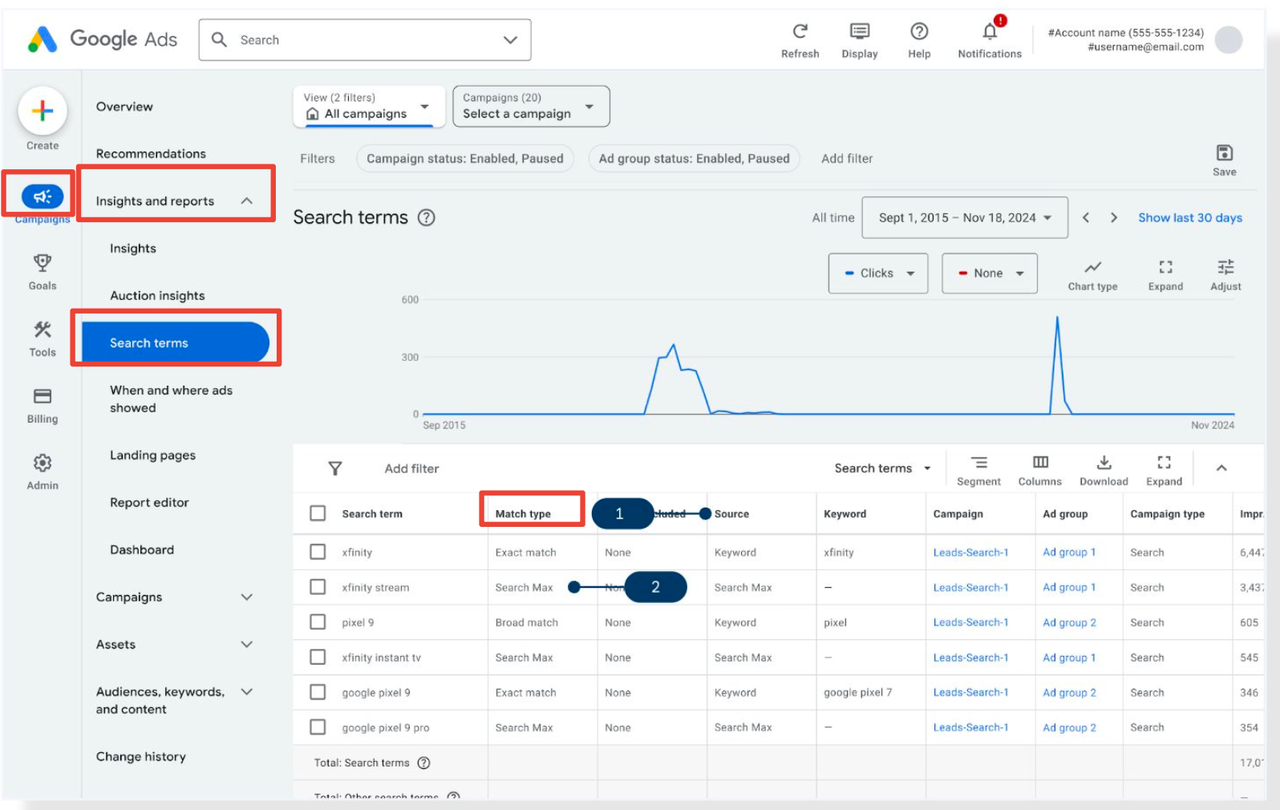 Google Ads
Search
Refresh
Display
Help
Notifications
#Account name (555-555-1234)
#username@email.com
Create
Campaigns
Goals
Tools
Billing
Admin
Overview
Recommendations
Insights and reports
Insights
Auction insights
Search terms
When and where ads
showed
Landing pages
Report editor
Dashboard
Campaigns
Assets
Audiences, keywords,
and content
Change history
View (2 filters)
All campaigns
Campaigns (20)
Select a campaign
Filters
Campaign status: Enabled, Paused
Ad group status: Enabled, Paused
Add filter
Save
Search terms
All time
Sept 1, 2015 – Nov 18, 2024
Show last 30 days
Clicks
None
Chart type
Expand
Adjust
600
300
0
Sep 2015
Nov 2024
Add filter
Search terms
Segment
Columns
Download
Expand
Search term Match type 1 Source Keyword Campaign Ad group Campaign type Impr.
xfinity Exact match None Keyword xfinity Leads-Search-1 Ad group 1 Search 6,447
xfinity stream Search Max 2 Search Max – Leads-Search-1 Ad group 1 Search 3,437
pixel 9 Broad match None Keyword pixel Leads-Search-1 Ad group 2 Search 605
xfinity instant tv Search Max None Search Max – Leads-Search-1 Ad group 1 Search 545
google pixel 9 Exact match None Keyword google pixel 7 Leads-Search-1 Ad group 2 Search 346
google pixel 9 pro Search Max None Search Max – Leads-Search-1 Ad group 2 Search 354
Total: Search terms 17,0
Total: Other search terms –